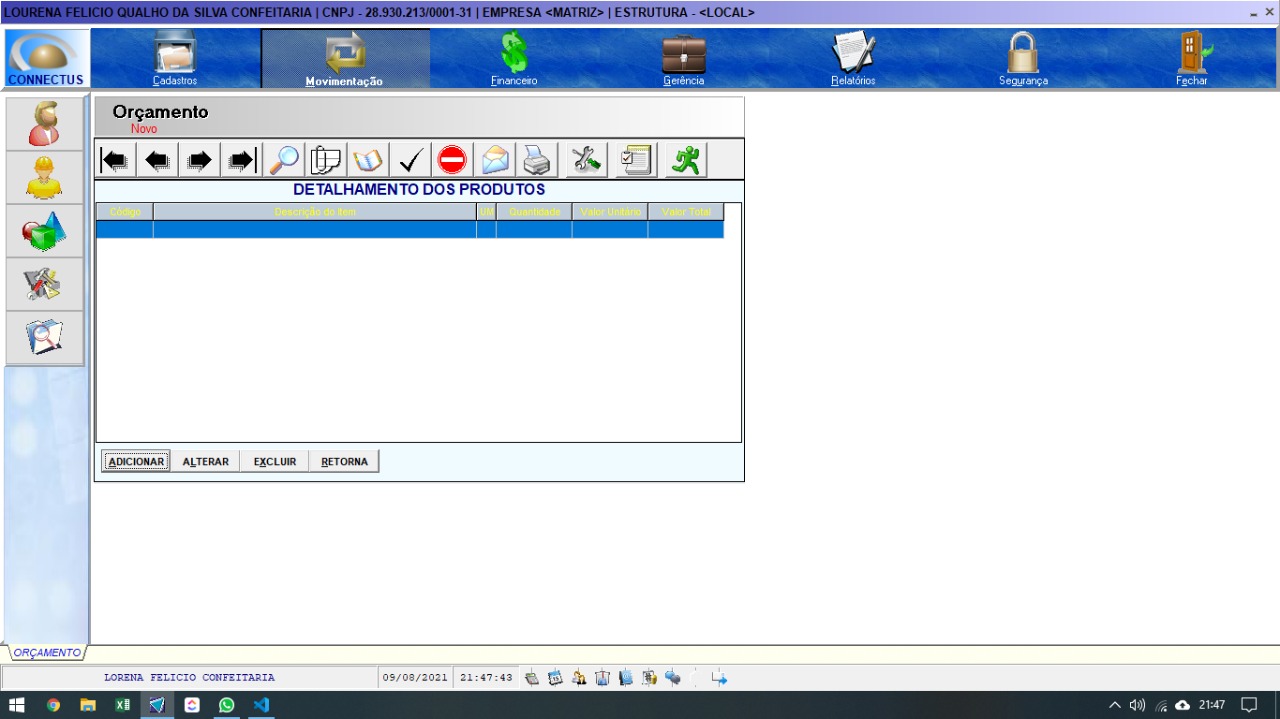 LOURENA FELICIO QUALHO DA SILVA CONFEITARIA | CNPJ - 28.930.213/0001-31 | EMPRESA <MATRIZ> | ESTRUTURA - <LOCAL>
CONNECTUS
Cadastros
Movimentação
Financeiro
Gerência
Relatórios
Segurança
Fechar
Orçamento
Novo
DETALHAMENTO DOS PRODUTOS
Código Descrição do Item UM Quantidade Valor Unitário Valor Total
ADICIONAR ALTERAR EXCLUIR RETORNA
ORÇAMENTO
LORENA FELICIO CONFEITARIA 09/08/2021 21:47:43
21:47